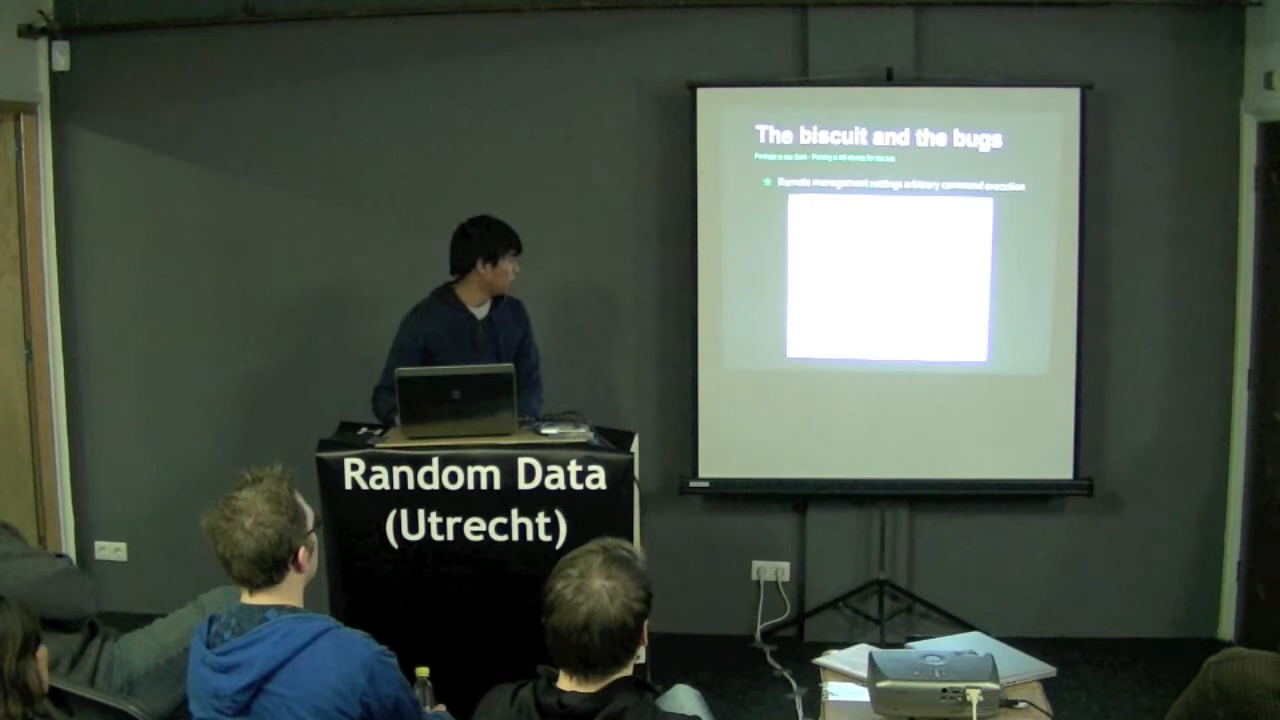 The biscuit and the bugs
Remote management settings arbitrary command execution
Random Data
(Utrecht)